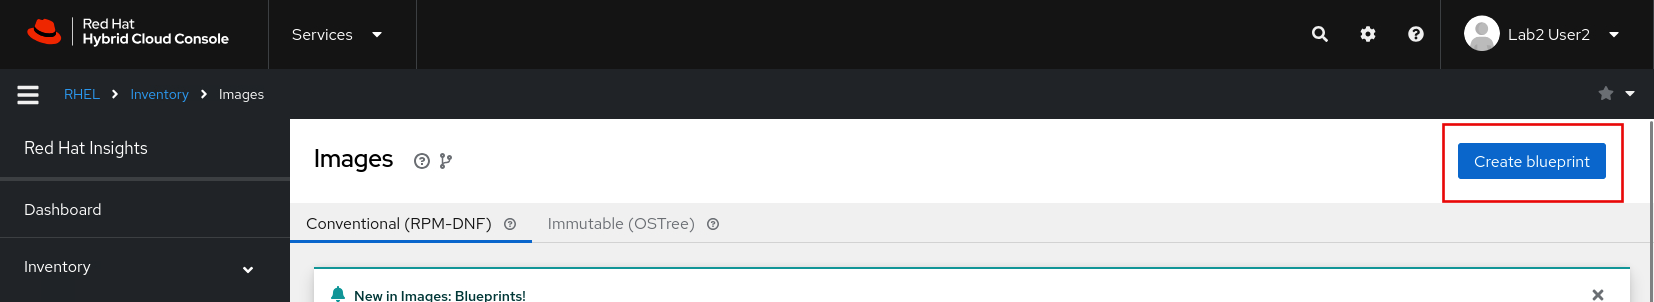 Red Hat
Hybrid Cloud Console
Services
Lab2 User2
RHEL > Inventory > Images
Red Hat Insights
Images
Create blueprint
Dashboard
Conventional (RPM-DNF)
Immutable (OSTree)
Inventory
New in Images: Blueprints!